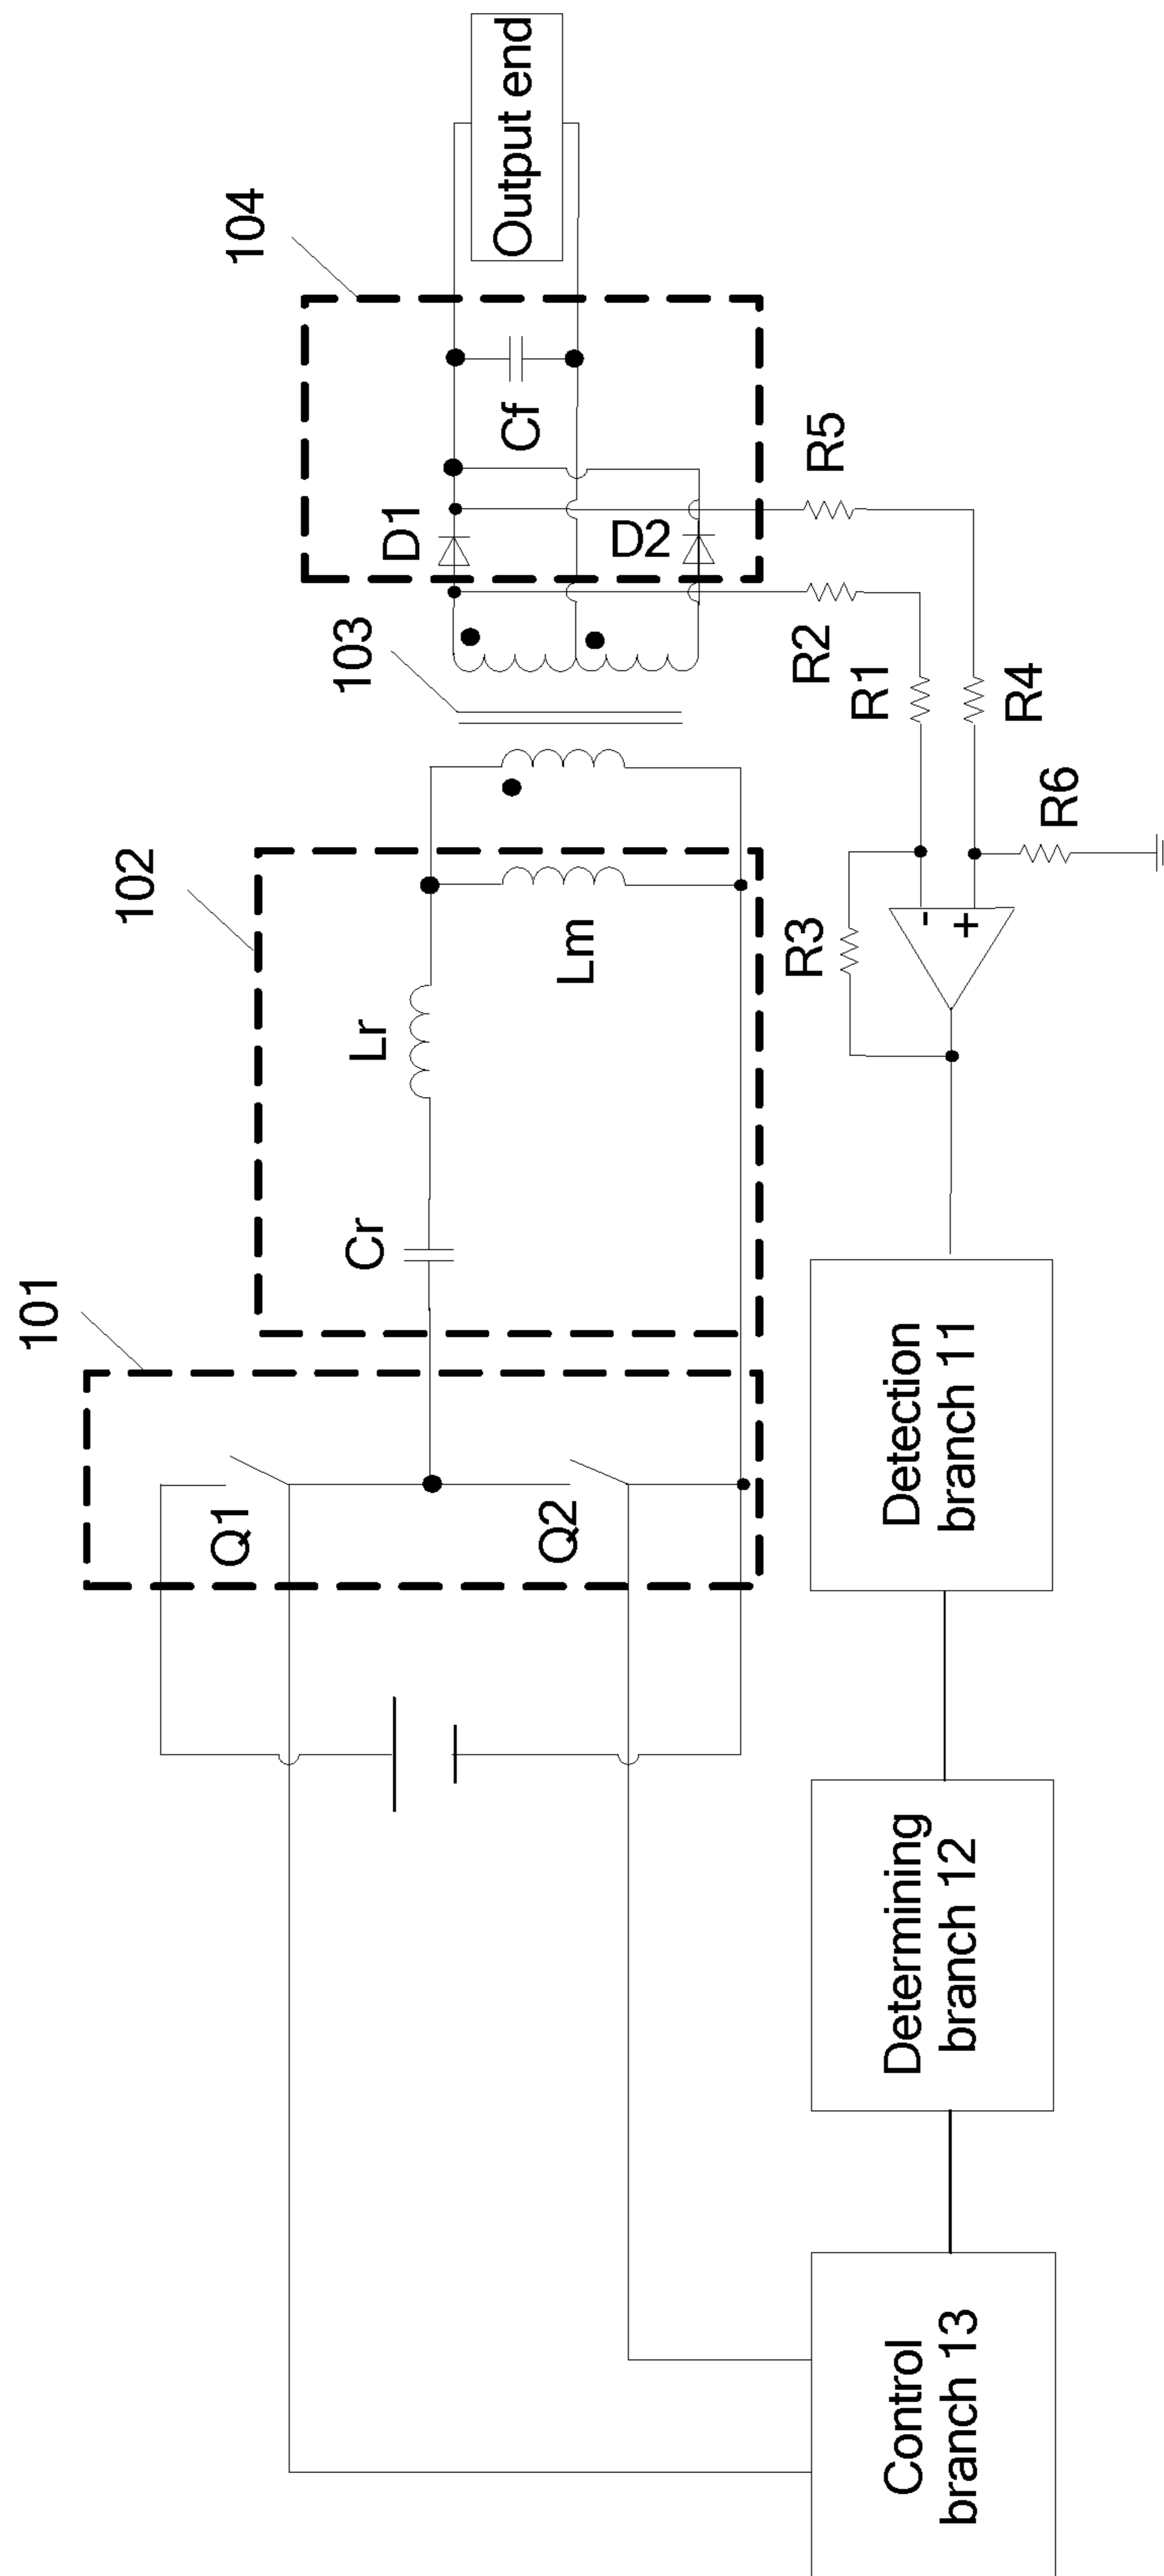 101
102
103
104
Q1
Q2
Cr
Lr
Lm
D1
D2
Cf
Output end
R1
R2
R3
R4
R5
R6
-
+
Control
branch 13
Determining
branch 12
Detection
branch 11